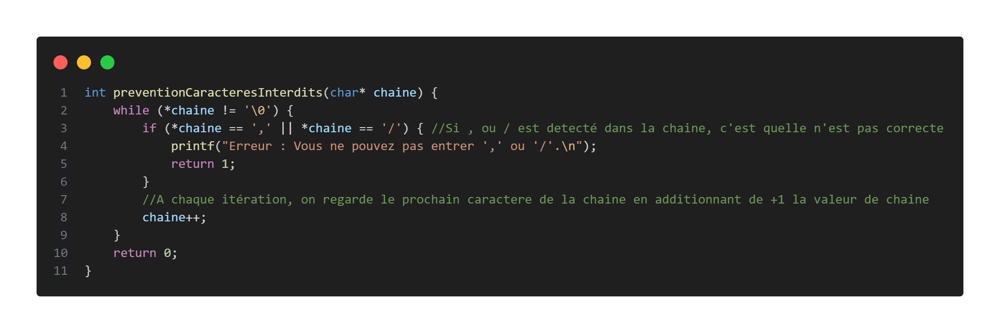 1 int preventionCaracteresInterdits(char* chaine) {
2     while (*chaine != '\0') {
3         if (*chaine == ',' || *chaine == '/') { //Si , ou / est detecté dans la chaine, c'est quelle n'est pas correcte
4             printf("Erreur : Vous ne pouvez pas entrer ',' ou '/'.\n");
5             return 1;
6         }
7         //A chaque itération, on regarde le prochain caractere de la chaine en additionnant de +1 la valeur de chaine
8         chaine++;
9     }
10     return 0;
11 }